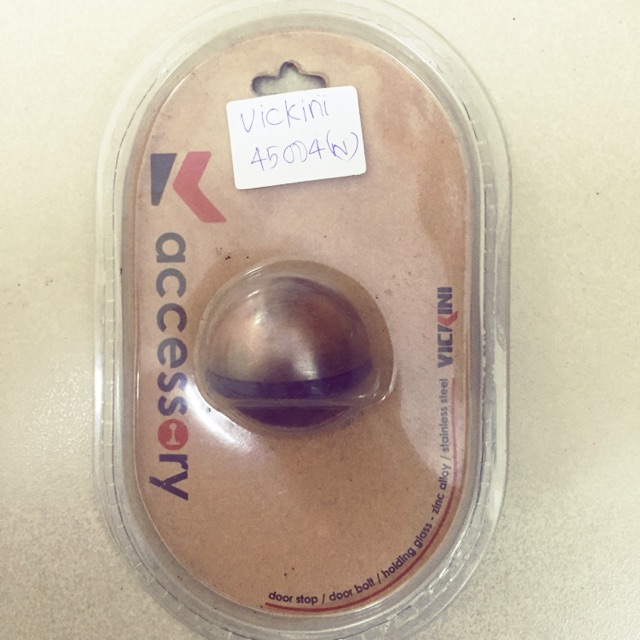 Vickini
45004(N)
K
accessory
VICKINI
door stop / door bolt / holding glass - zinc alloy / stainless steel